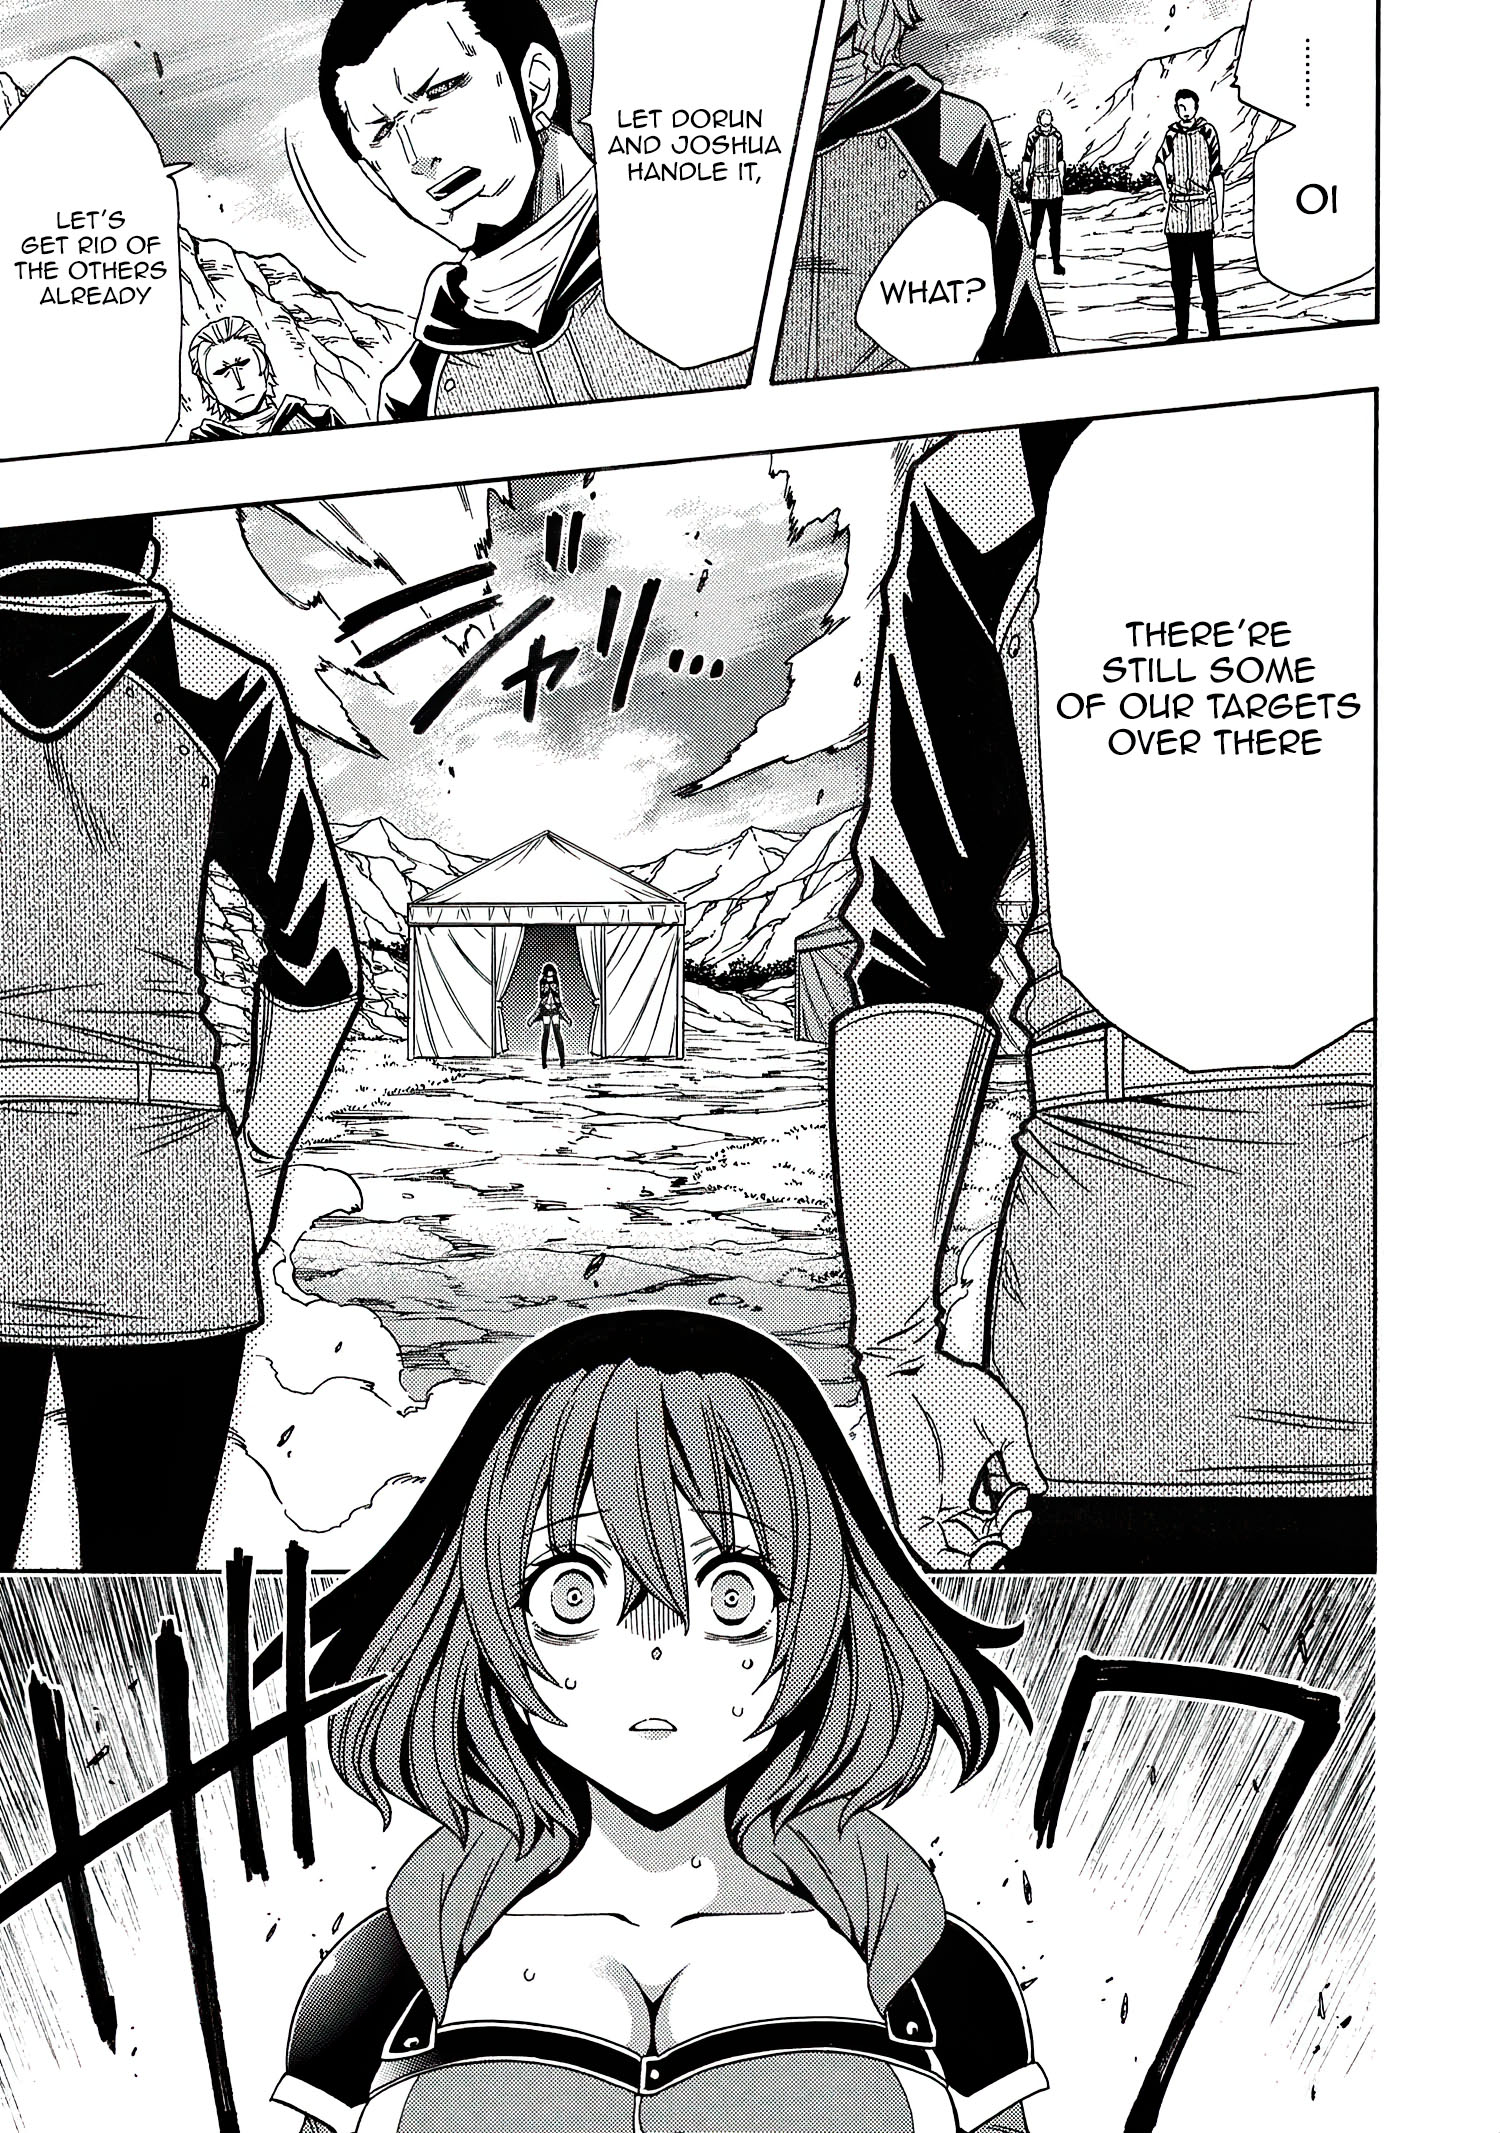 ………
OI
WHAT?
LET DORUN
AND JOSHUA
HANDLE IT,
LET'S
GET RID OF
THE OTHERS
ALREADY
THERE'RE
STILL SOME
OF OUR TARGETS
OVER THERE
ジャリ…